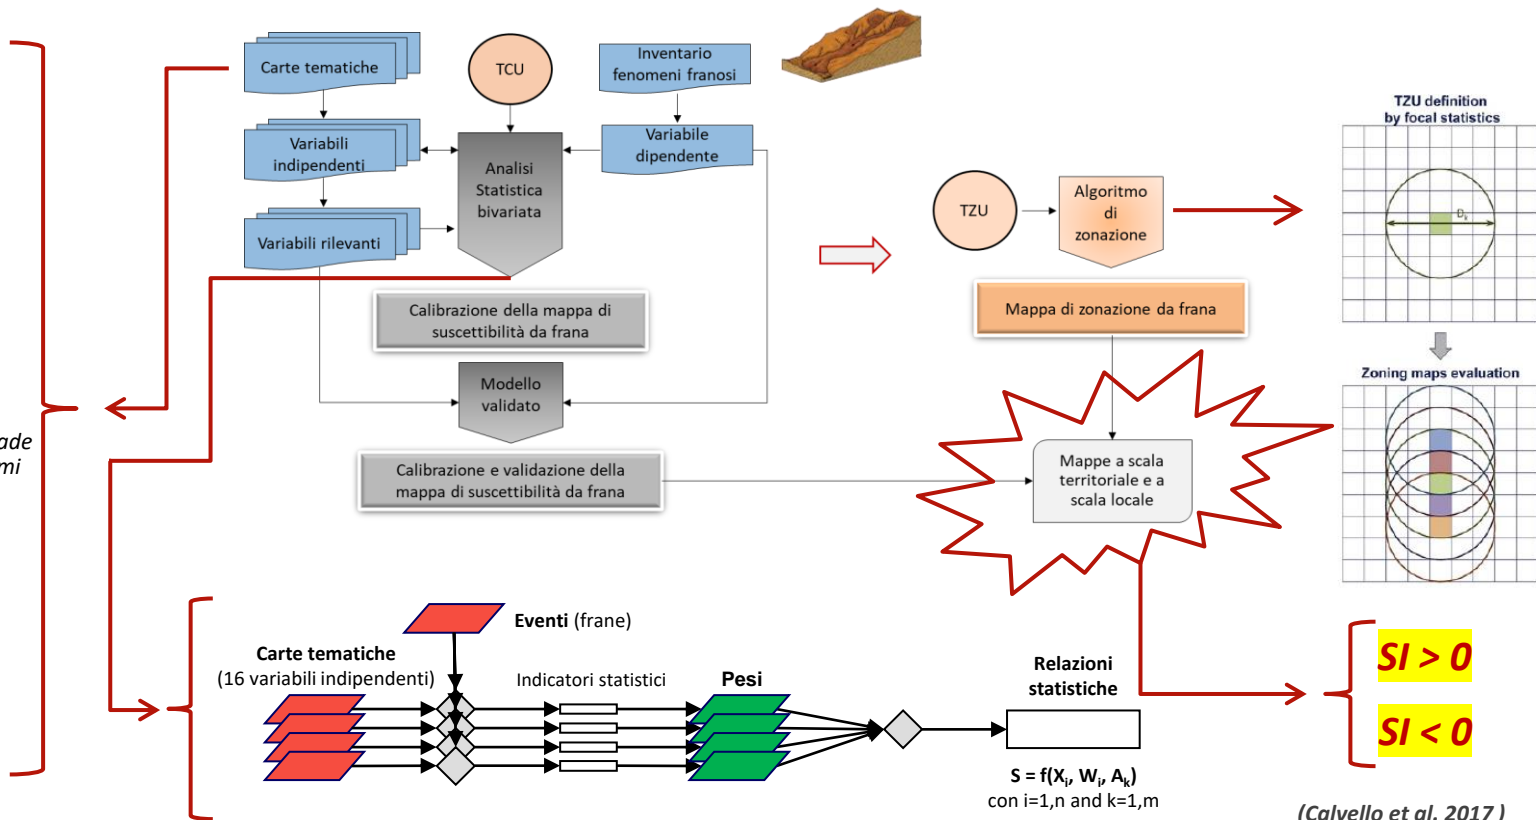 Carte tematiche
TCU
Inventario
fenomeni franosi
Variabili
indipendenti
Analisi
Statistica
bivariata
Variabile
dipendente
Variabili rilevanti
Calibrazione della mappa di
suscettibilità da frana
Modello
validato
Calibrazione e validazione della
mappa di suscettibilità da frana
TZU
Algoritmo
di
zonazione
Mappa di zonazione da frana
Mappe a scala
territoriale e a
scala locale
TZU definition
by focal statistics
Dk
Zoning maps evaluation
ade
mi
Eventi (frane)
Carte tematiche
(16 variabili indipendenti)
Indicatori statistici
Pesi
Relazioni
statistiche
S = f(Xi, Wi, Ak)
con i=1,n and k=1,m
SI > 0
SI < 0
(Calvello et al. 2017 )